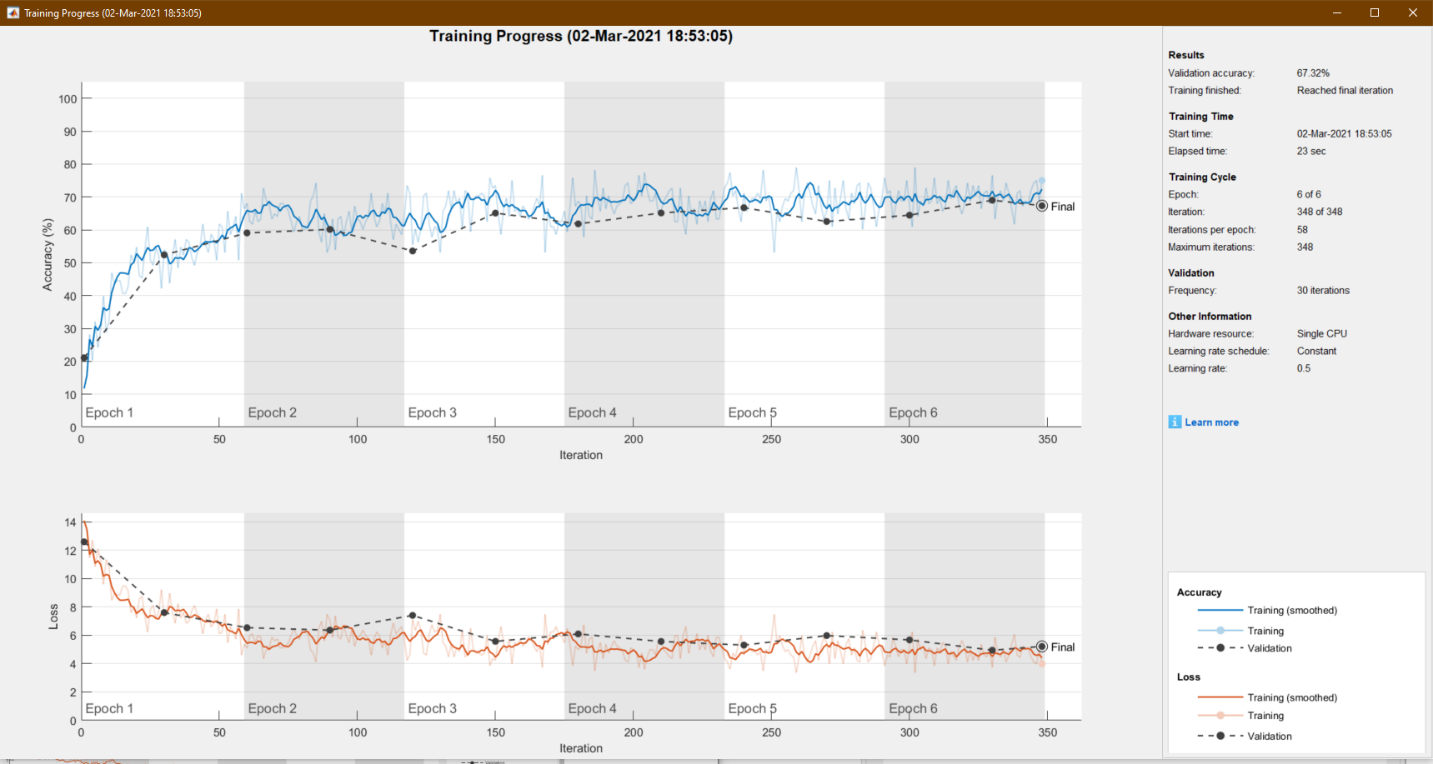 Training Progress (02-Mar-2021 18:53:05)
Training Progress (02-Mar-2021 18:53:05)
Accuracy (%)
100
90
80
70
60
50
40
30
20
10
0
Final
Epoch 1 Epoch 2 Epoch 3 Epoch 4 Epoch 5 Epoch 6
0 50 100 150 200 250 300 350
Iteration
Loss
14
12
10
8
6
4
2
0
Final
Epoch 1 Epoch 2 Epoch 3 Epoch 4 Epoch 5 Epoch 6
0 50 100 150 200 250 300 350
Iteration
Results
Validation accuracy: 67.32%
Training finished: Reached final iteration
Training Time
Start time: 02-Mar-2021 18:53:05
Elapsed time: 23 sec
Training Cycle
Epoch: 6 of 6
Iteration: 348 of 348
Iterations per epoch: 58
Maximum iterations: 348
Validation
Frequency: 30 iterations
Other Information
Hardware resource: Single CPU
Learning rate schedule: Constant
Learning rate: 0.5
i Learn more
Accuracy
Training (smoothed)
Training
Validation
Loss
Training (smoothed)
Training
Validation